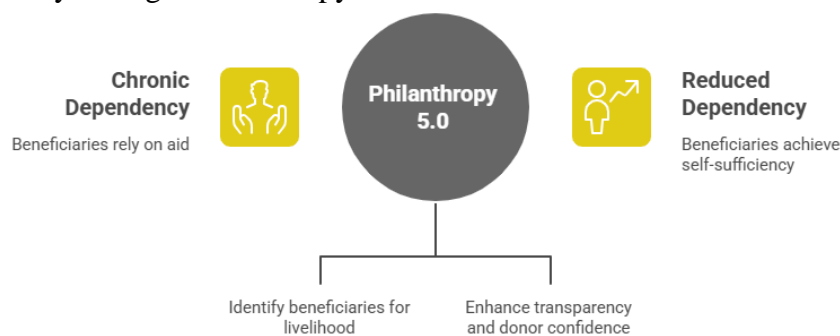 Chronic
Dependency
Beneficiaries rely on aid
Philanthropy
5.0
Reduced
Dependency
Beneficiaries achieve
self-sufficiency
Identify beneficiaries for
livelihood
Enhance transparency
and donor confidence